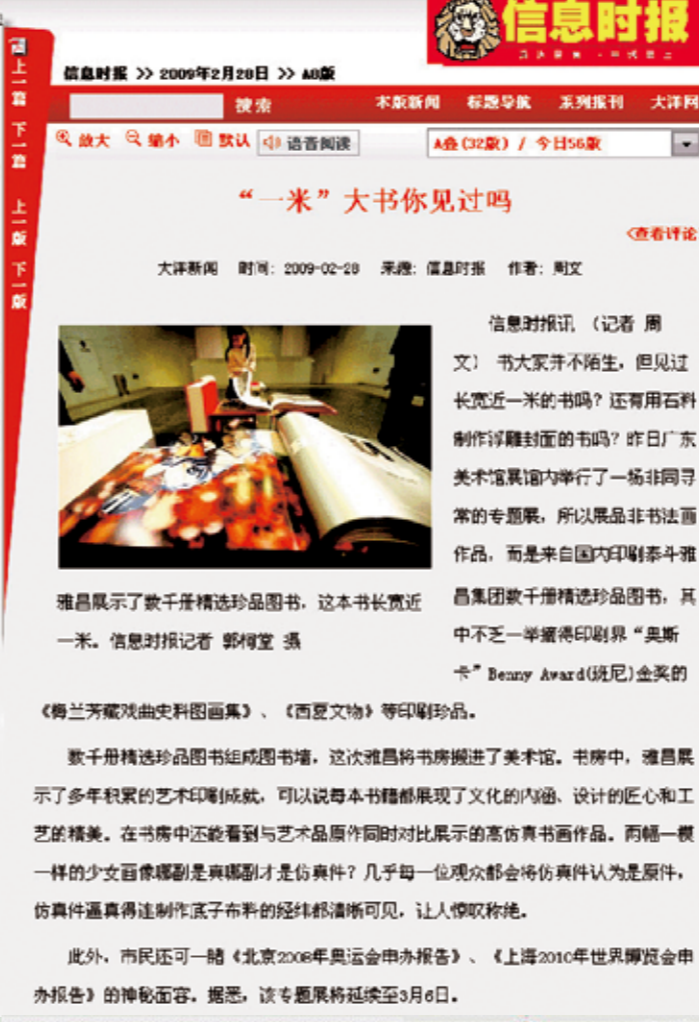 信息时报
上一篇 下一篇 上一版 下一版
信息时报 >> 2009年2月28日 >> A8版
搜索 本版新闻 标题导航 系列报刊 大洋网
放大 缩小 默认 语音阅读 A叠(32版) / 今日56版
“一米”大书你见过吗
查看评论
大洋新闻 时间: 2009-02-28 来源: 信息时报 作者: 周文
信息时报讯 (记者 周
文) 书大家并不陌生,但见过
长宽近一米的书吗?还有用石料
制作浮雕封面的书吗?昨日广东
美术馆展馆内举行了一场非同寻
常的专题展,所以展品非书法画
作品,而是来自国内印刷泰斗雅
昌集团数千册精选珍品图书,其
中不乏一举摘得印刷界“奥斯
卡”Benny Award(班尼)金奖的
雅昌展示了数千册精选珍品图书,这本书长宽近
一米。信息时报记者 郭柯堂 摄
《梅兰芳藏戏曲史料图画集》、《西夏文物》等印刷珍品。
数千册精选珍品图书组成图书墙,这次雅昌将书房搬进了美术馆。书房中,雅昌展
示了多年积累的艺术印刷成就,可以说每本书籍都展现了文化的内涵、设计的匠心和工
艺的精美。在书房中还能看到与艺术品原作同时对比展示的高仿真书画作品。两幅一模
一样的少女画像哪副是真哪副才是仿真件?几乎每一位观众都会将仿真件认为是原件,
仿真件逼真得连制作底子布料的经纬都清晰可见,让人惊叹称绝。
此外,市民还可一睹《北京2008年奥运会申办报告》、《上海2010年世界博览会申
办报告》的神秘面容。据悉,该专题展将延续至3月6日。